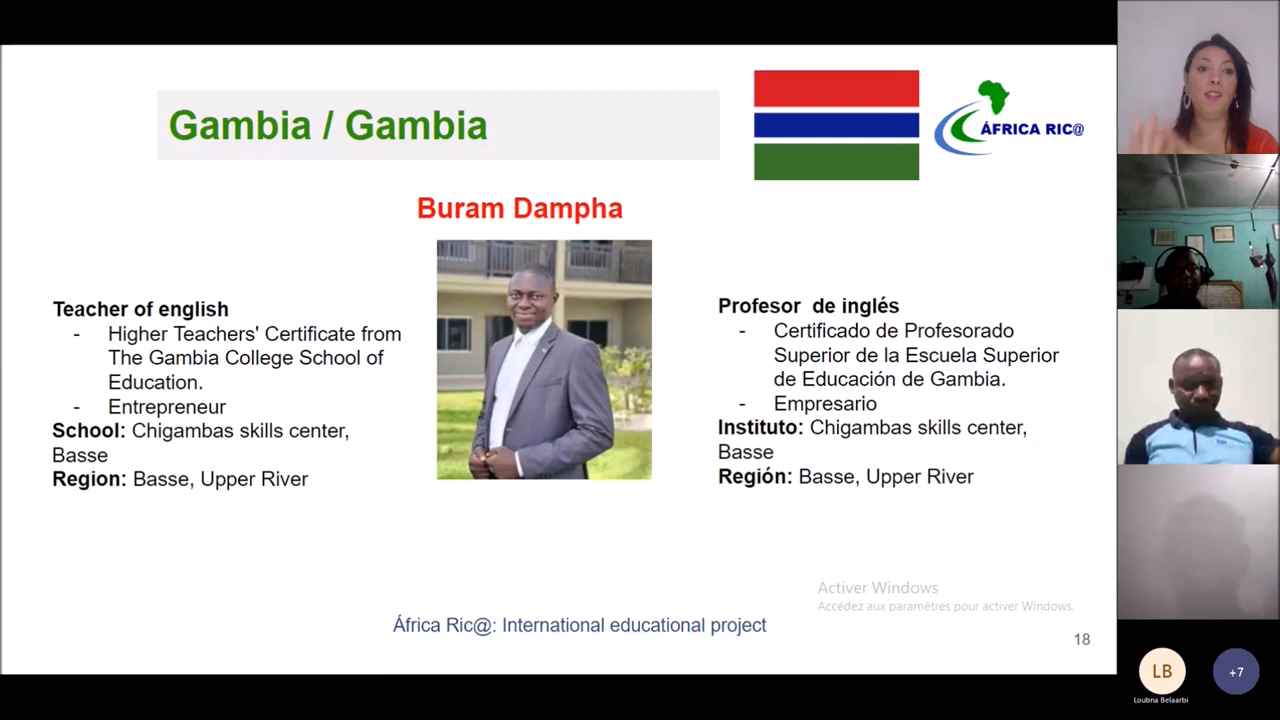 Gambia / Gambia
ÁFRICA RIC@
Buram Dampha
Teacher of english
- Higher Teachers' Certificate from
The Gambia College School of
Education.
- Entrepreneur
School: Chigambas skills center,
Basse
Region: Basse, Upper River
Profesor de inglés
- Certificado de Profesorado
Superior de la Escuela Superior
de Educación de Gambia.
- Empresario
Instituto: Chigambas skills center,
Basse
Región: Basse, Upper River
Activer Windows
Accédez aux paramètres pour activer Windows.
África Ric@: International educational project
18
LB
Loubna Belaarbi
+7